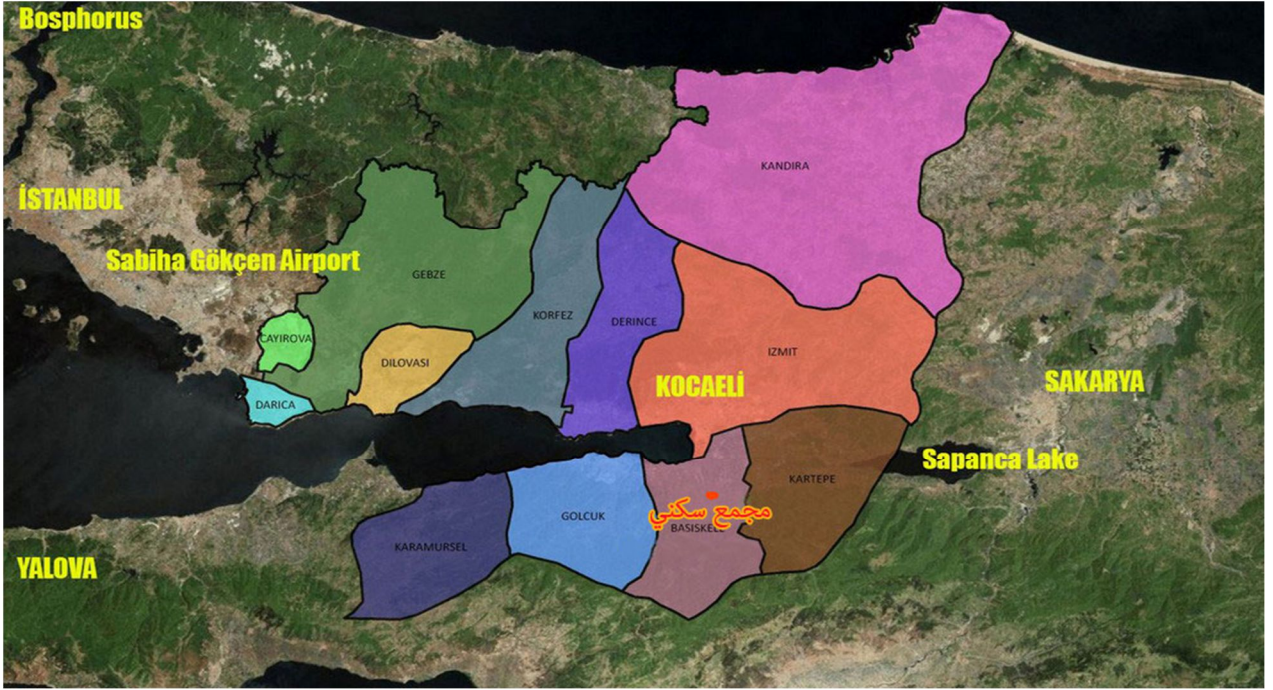 Bosphorus
KANDIRA
İSTANBUL
Sabiha Gökçen Airport
GEBZE
KORFEZ
DERINCE
CAYIROVA
IZMIT
DILOVASI
KOCAELİ
SAKARYA
DARICA
Sapanca Lake
KARTEPE
مجمع سكني
GOLCUK
BASISKELE
KARAMURSEL
YALOVA